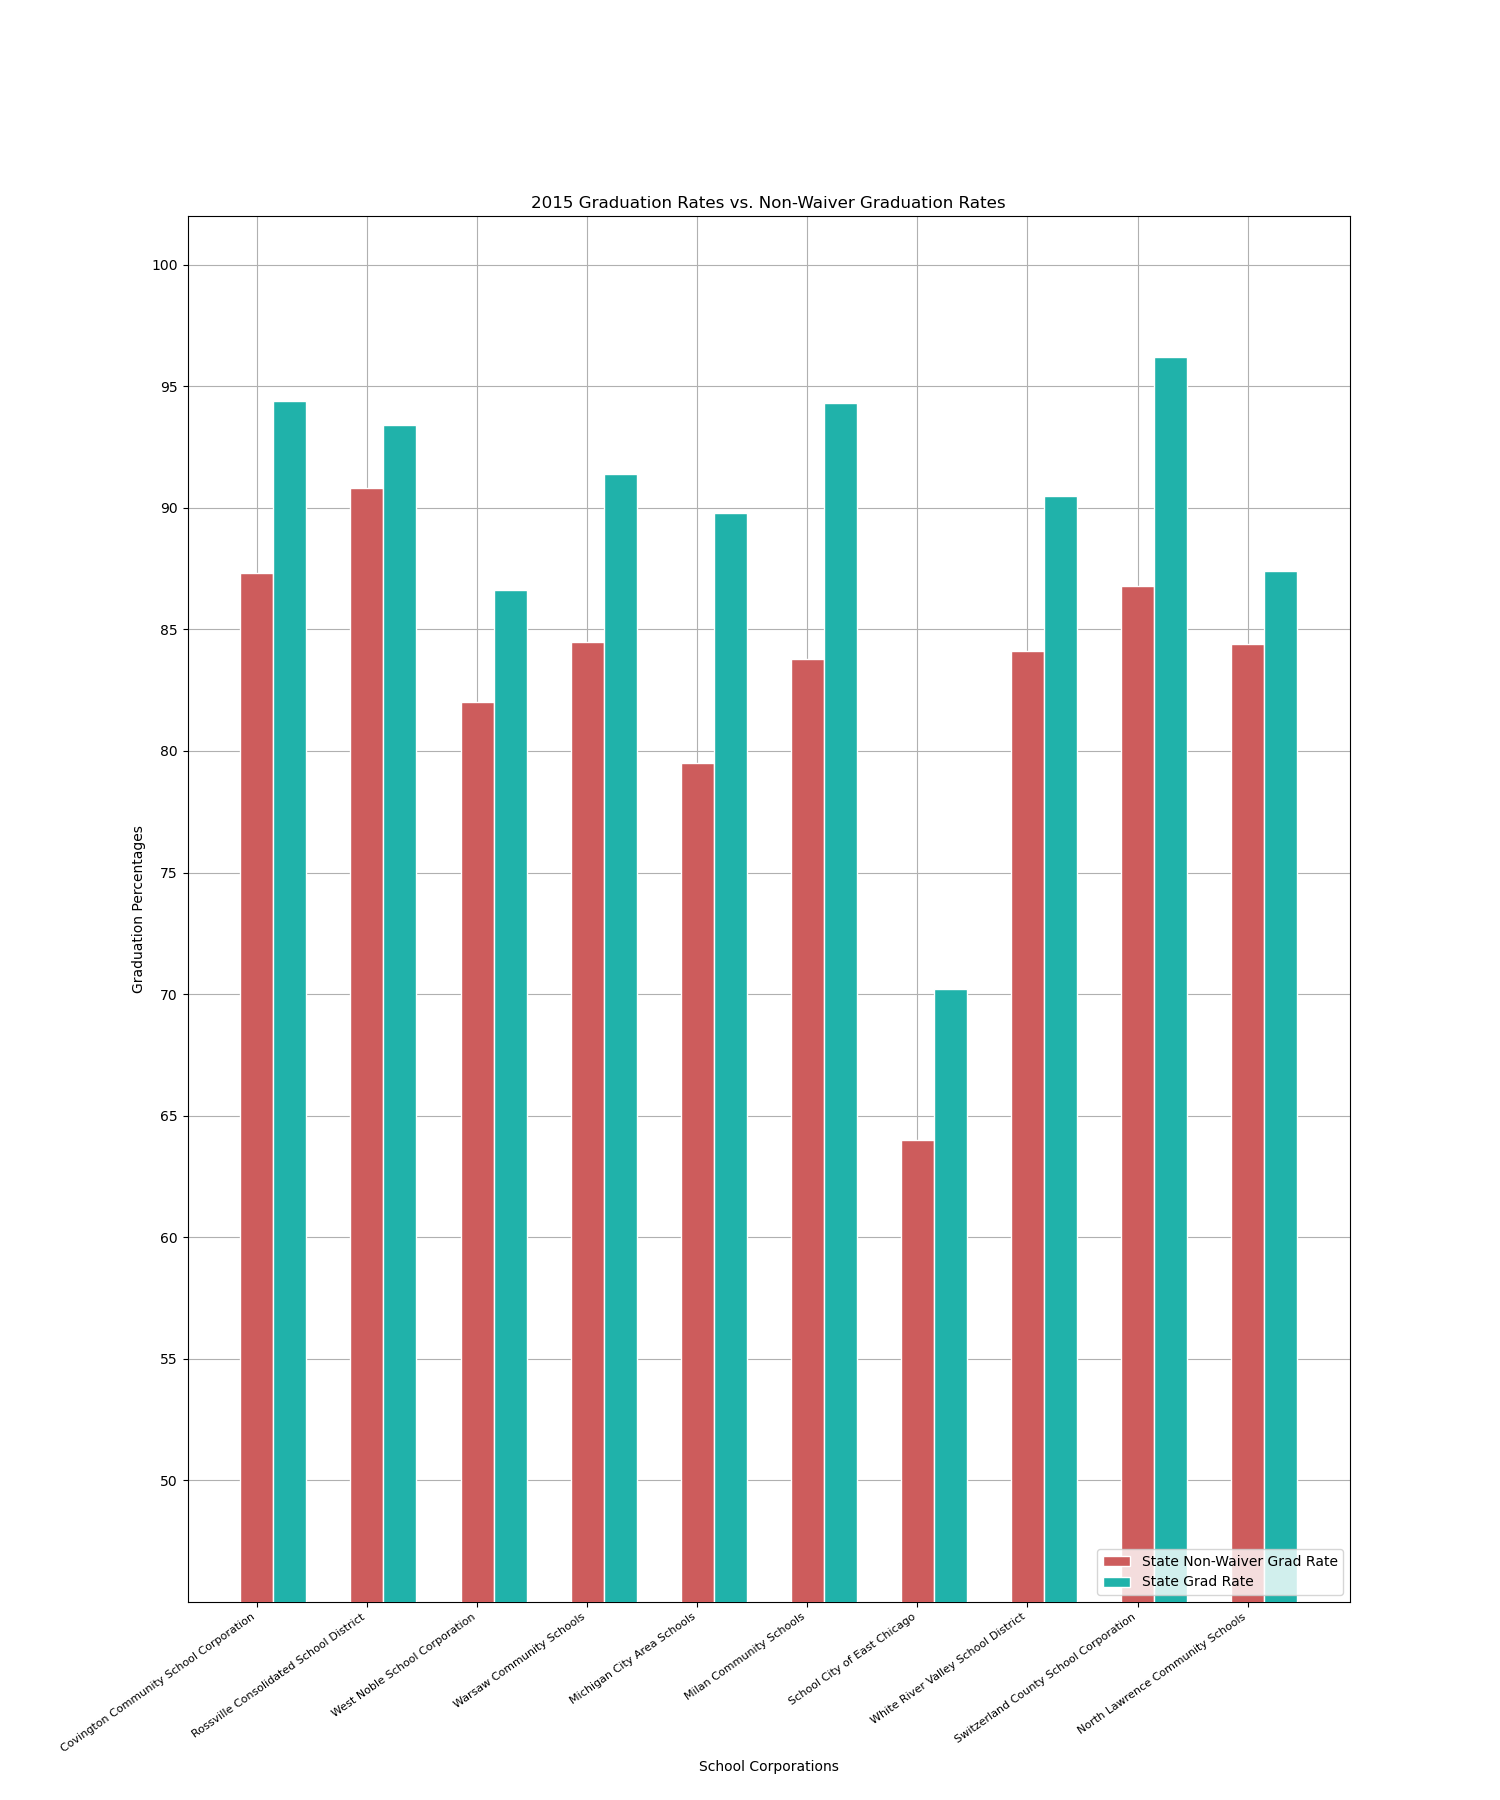 2015 Graduation Rates vs. Non-Waiver Graduation Rates
100
95
90
85
80
75
70
65
60
55
50
Graduation Percentages
State Non-Waiver Grad Rate
State Grad Rate
Covington Community School Corporation
Rossville Consolidated School District
West Noble School Corporation
Warsaw Community Schools
Michigan City Area Schools
Milan Community Schools
School City of East Chicago
White River Valley School District
Switzerland County School Corporation
North Lawrence Community Schools
School Corporations